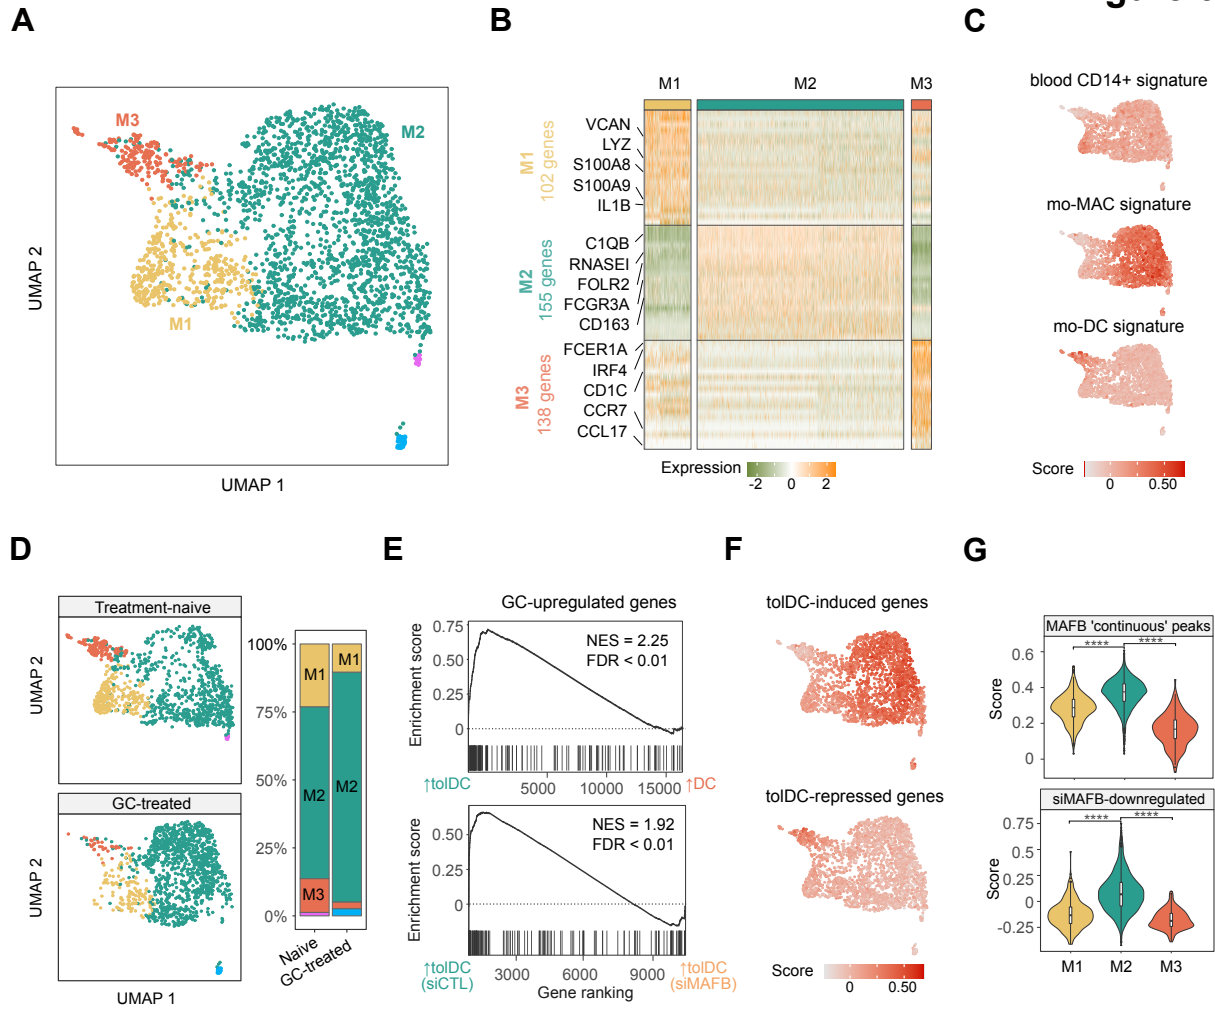 A
B
C
M3
M2
M1
UMAP 2
UMAP 1
M1
M2
M3
M1
102 genes
VCAN
LYZ
S100A8
S100A9
IL1B
M2
155 genes
C1QB
RNASEI
FOLR2
FCGR3A
CD163
M3
138 genes
FCER1A
IRF4
CD1C
CCR7
CCL17
Expression
-2 0 2
blood CD14+ signature
mo-MAC signature
mo-DC signature
Score
0 0.50
D
E
F
G
Treatment-naive
UMAP 2
GC-treated
UMAP 2
UMAP 1
100%
75%
50%
25%
0%
M1
M2
M3
M1
M2
Naive
GC-treated
GC-upregulated genes
Enrichment score
0.75
0.50
0.25
0
NES = 2.25
FDR < 0.01
↑tolDC
5000 10000 15000
↑DC
Enrichment score
0.50
0.25
0
NES = 1.92
FDR < 0.01
↑tolDC
(siCTL)
3000 6000 9000
↑tolDC
(siMAFB)
Gene ranking
tolDC-induced genes
tolDC-repressed genes
Score
0 0.50
MAFB 'continuous' peaks
**** ****
Score
0.6
0.4
0.2
0
siMAFB-downregulated
**** ****
Score
0.75
0.5
0.25
0
-0.25
M1 M2 M3